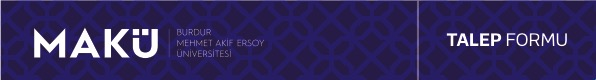 MAKÜ
BURDUR
MEHMET AKİF ERSOY
ÜNİVERSİTESİ
TALEP FORMU